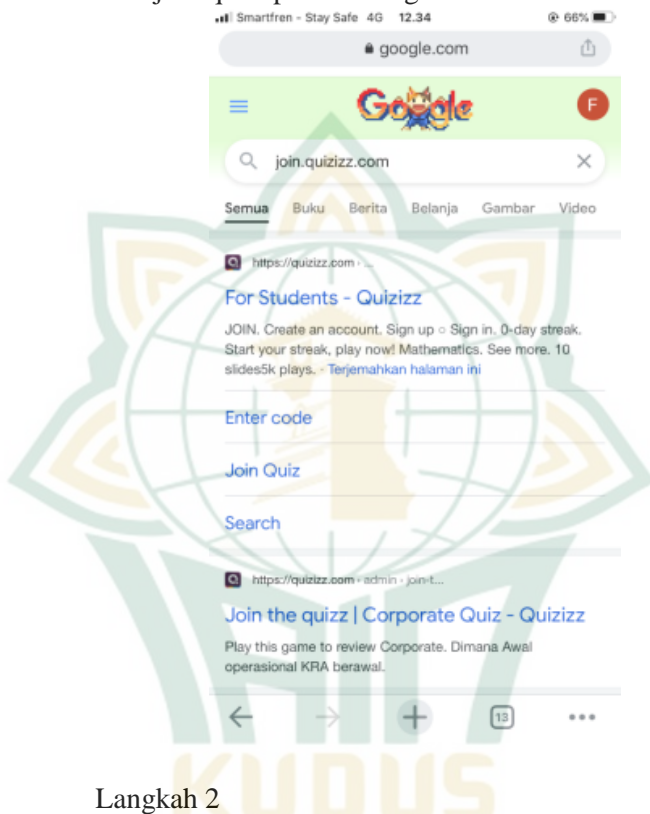 Smartfren - Stay Safe 4G 12.34 66%
google.com
Google F
join.quizizz.com
Semua Buku Berita Belanja Gambar Video
https://quizizz.com › ...
For Students - Quizizz
JOIN. Create an account. Sign up ○ Sign in. 0-day streak.
Start your streak, play now! Mathematics. See more. 10
slides5k plays. - Terjemahkan halaman ini
Enter code
Join Quiz
Search
https://quizizz.com › admin › join-t...
Join the quizz | Corporate Quiz - Quizizz
Play this game to review Corporate. Dimana Awal
operasional KRA berawal.
13
KUDUS
Langkah 2